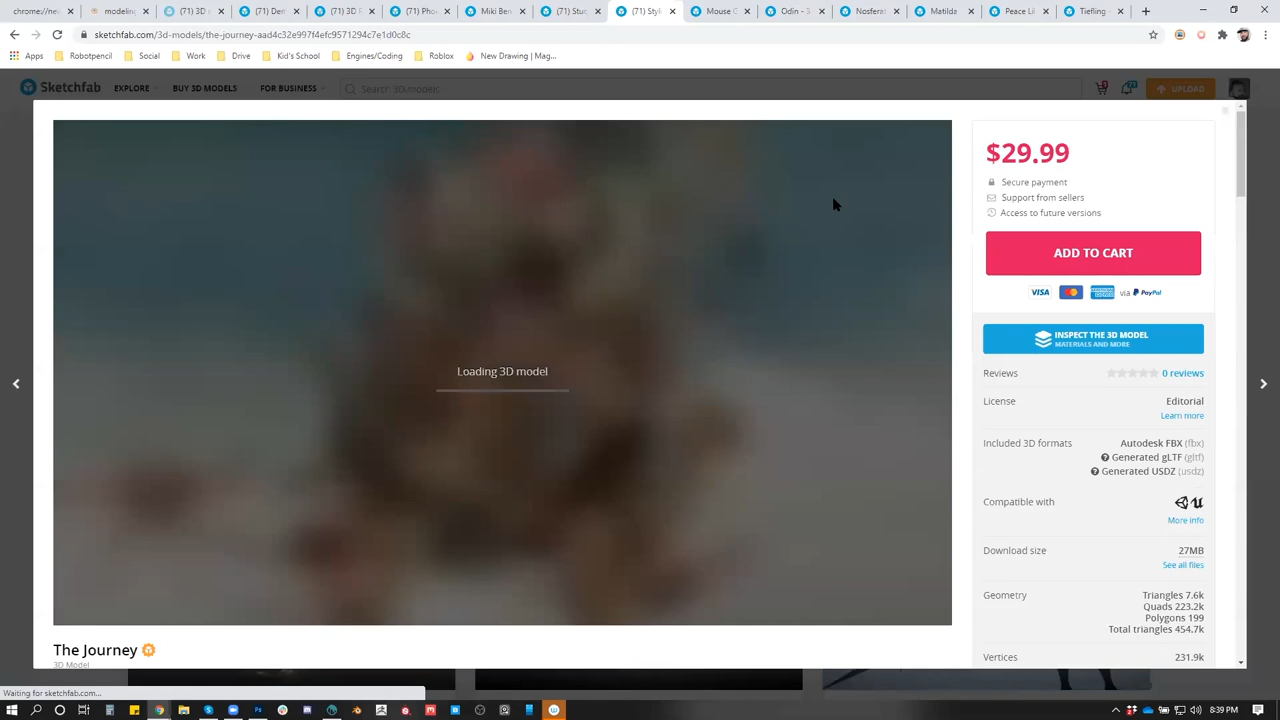 chrome://new
modeling
(71) 3D m
(71) Den
(71) 3D F
(71) Phoe
Miki Ben
(71) Stuc
(71) Styli
Mouse G
Odin - 3
Nosferat
Matilda
Peace Li
Tiefling -
sketchfab.com/3d-models/the-journey-aad4c32e997f4efc9571294c7e1d0c8c
Apps
Robotpencil
Social
Work
Drive
Kid's School
Engines/Coding
Roblox
New Drawing | Mag...
Sketchfab
EXPLORE
BUY 3D MODELS
FOR BUSINESS
Search 3D models
UPLOAD
Loading 3D model
The Journey
3D Model
$29.99
Secure payment
Support from sellers
Access to future versions
ADD TO CART
VISA
via PayPal
INSPECT THE 3D MODEL
MATERIALS AND MORE
Reviews 0 reviews
License Editorial
Learn more
Included 3D formats Autodesk FBX (fbx)
Generated glTF (gltf)
Generated USDZ (usdz)
Compatible with
More info
Download size 27MB
See all files
Geometry Triangles 7.6k
Quads 223.2k
Polygons 199
Total triangles 454.7k
Vertices 231.9k
Waiting for sketchfab.com...
8:39 PM